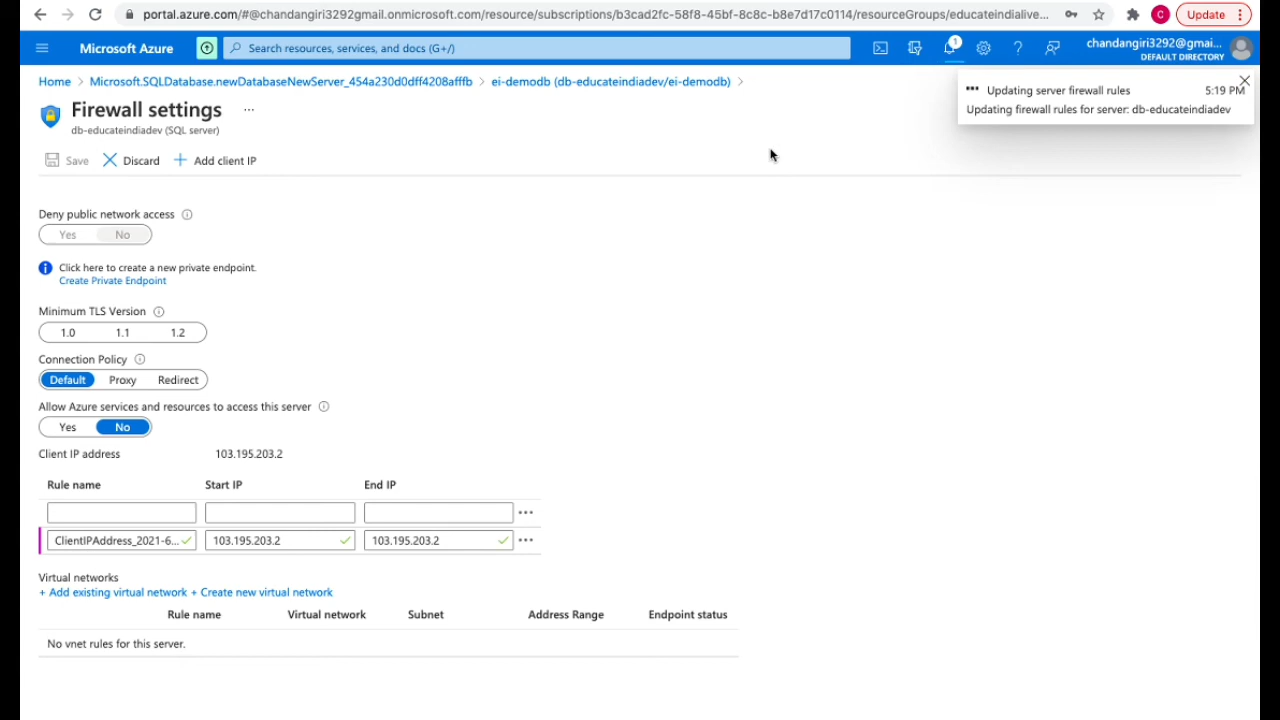 portal.azure.com/#@chandangiri3292gmail.onmicrosoft.com/resource/subscriptions/b3cad2fc-58f8-45bf-8c8c-b8e7d17c0114/resourceGroups/educateindialive...
C
Update
Microsoft Azure
Search resources, services, and docs (G+/)
1
chandangiri3292@gmai...
DEFAULT DIRECTORY
Home > Microsoft.SQLDatabase.newDatabaseNewServer_454a230d0dff4208afffb > ei-demodb (db-educateindiadev/ei-demodb) >
Updating server firewall rules 5:19 PM
Updating firewall rules for server: db-educateindiadev
Firewall settings ...
db-educateindiadev (SQL server)
Save Discard Add client IP
Deny public network access
Yes No
Click here to create a new private endpoint.
Create Private Endpoint
Minimum TLS Version
1.0 1.1 1.2
Connection Policy
Default Proxy Redirect
Allow Azure services and resources to access this server
Yes No
Client IP address 103.195.203.2
Rule name Start IP End IP
ClientIPAddress_2021-6... 103.195.203.2 103.195.203.2
Virtual networks
+ Add existing virtual network + Create new virtual network
Rule name Virtual network Subnet Address Range Endpoint status
No vnet rules for this server.